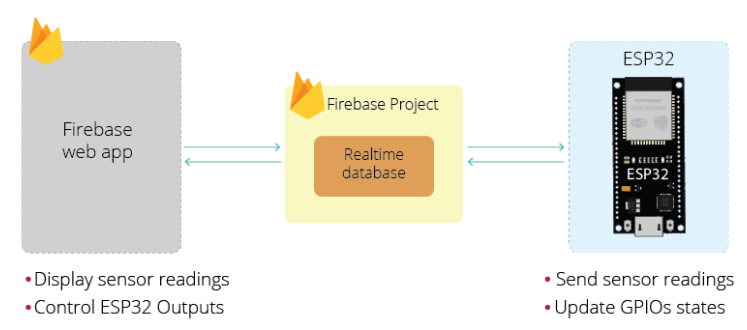 Firebase
web app
Firebase Project
Realtime
database
ESP32
ESP32
•Display sensor readings
•Control ESP32 Outputs
•Send sensor readings
•Update GPIOs states